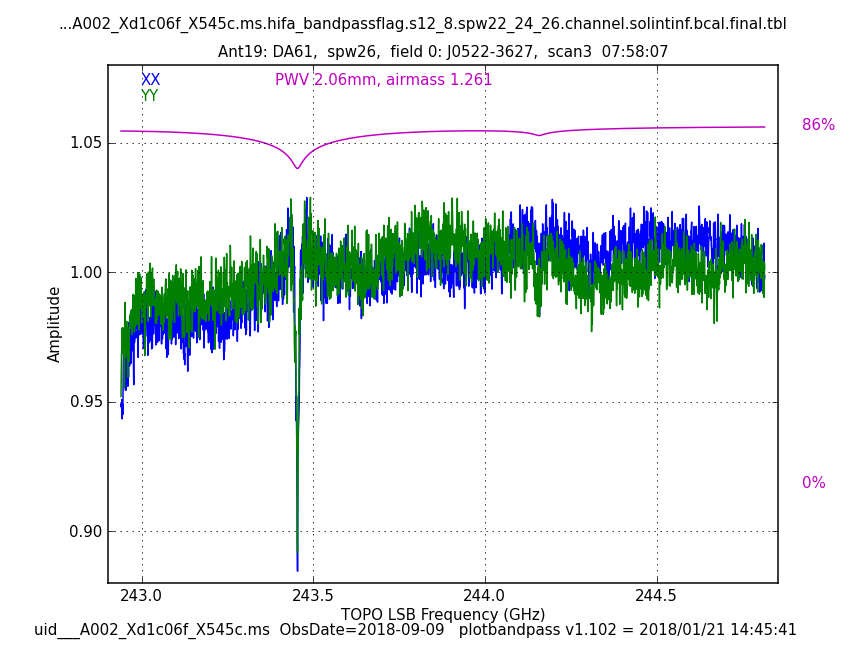 ...A002_Xd1c06f_X545c.ms.hifa_bandpassflag.s12_8.spw22_24_26.channel.solintinf.bcal.final.tbl
Ant19: DA61,  spw26,  field 0: J0522-3627,  scan3  07:58:07
XX PWV 2.06mm, airmass 1.261
YY
86%
1.05
1.00
Amplitude
0.95
0%
0.90
243.0 243.5 244.0 244.5
TOPO LSB Frequency (GHz)
uid___A002_Xd1c06f_X545c.ms  ObsDate=2018-09-09   plotbandpass v1.102 = 2018/01/21 14:45:41